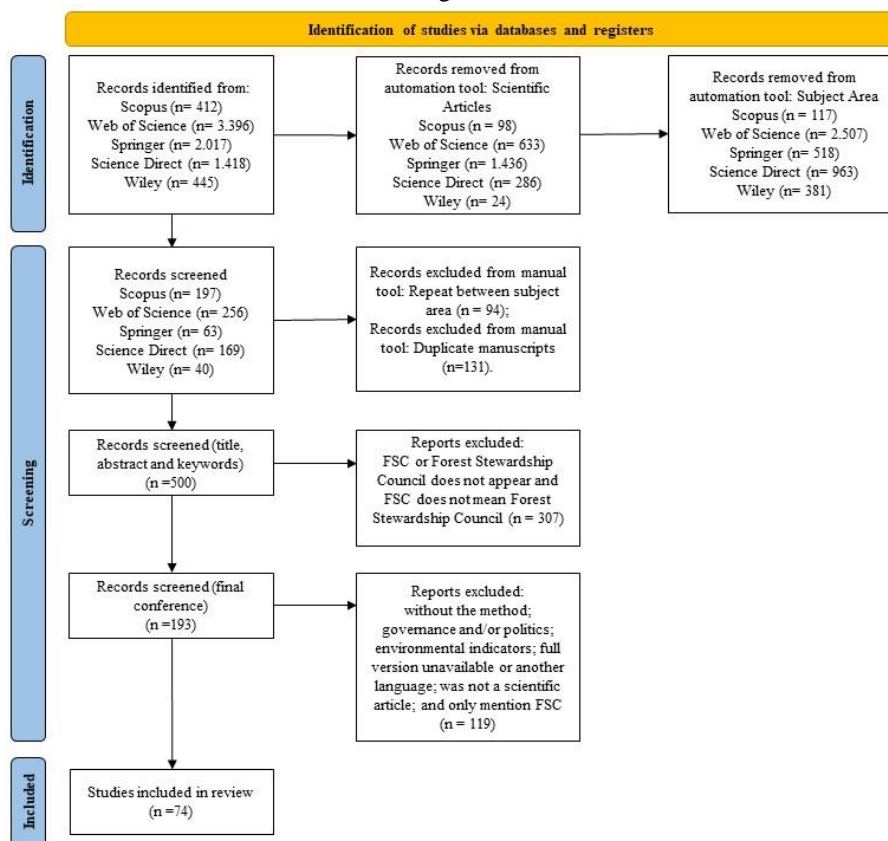 Identification of studies via databases and registers
Identification
Records identified from:
Scopus (n= 412)
Web of Science (n= 3.396)
Springer (n= 2.017)
Science Direct (n= 1.418)
Wiley (n= 445)
Records removed from
automation tool: Scientific
Articles
Scopus (n= 98)
Web of Science (n= 633)
Springer (n= 1.436)
Science Direct (n= 286)
Wiley (n= 24)
Records removed from
automation tool: Subject Area
Scopus (n= 117)
Web of Science (n= 2.507)
Springer (n= 518)
Science Direct (n= 963)
Wiley (n= 381)
Screening
Records screened
Scopus (n= 197)
Web of Science (n= 256)
Springer (n= 63)
Science Direct (n= 169)
Wiley (n= 40)
Records excluded from manual
tool: Repeat between subject
area (n = 94);
Records excluded from manual
tool: Duplicate manuscripts
(n=131).
Records screened (title,
abstract and keywords)
(n =500)
Reports excluded:
FSC or Forest Stewardship
Council does not appear and
FSC does not mean Forest
Stewardship Council (n = 307)
Records screened (final
conference)
(n =193)
Reports excluded:
without the method;
governance and/or politics;
environmental indicators; full
version unavailable or another
language; was not a scientific
article; and only mention FSC
(n = 119)
Included
Studies included in review
(n =74)